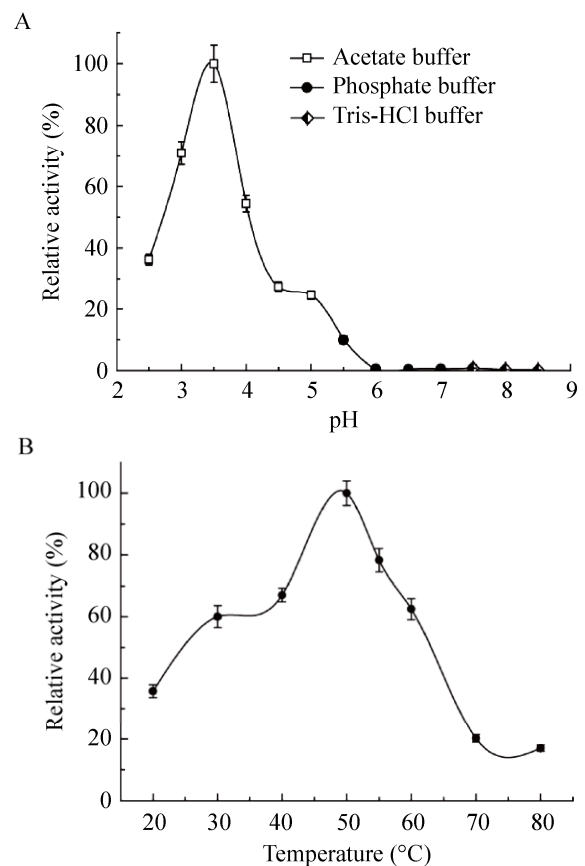 A
Relative activity (%)
100
80
60
40
20
0
Acetate buffer
Phosphate buffer
Tris-HCl buffer
2 3 4 5 6 7 8 9
pH
B
Relative activity (%)
100
80
60
40
20
0
20 30 40 50 60 70 80
Temperature (°C)